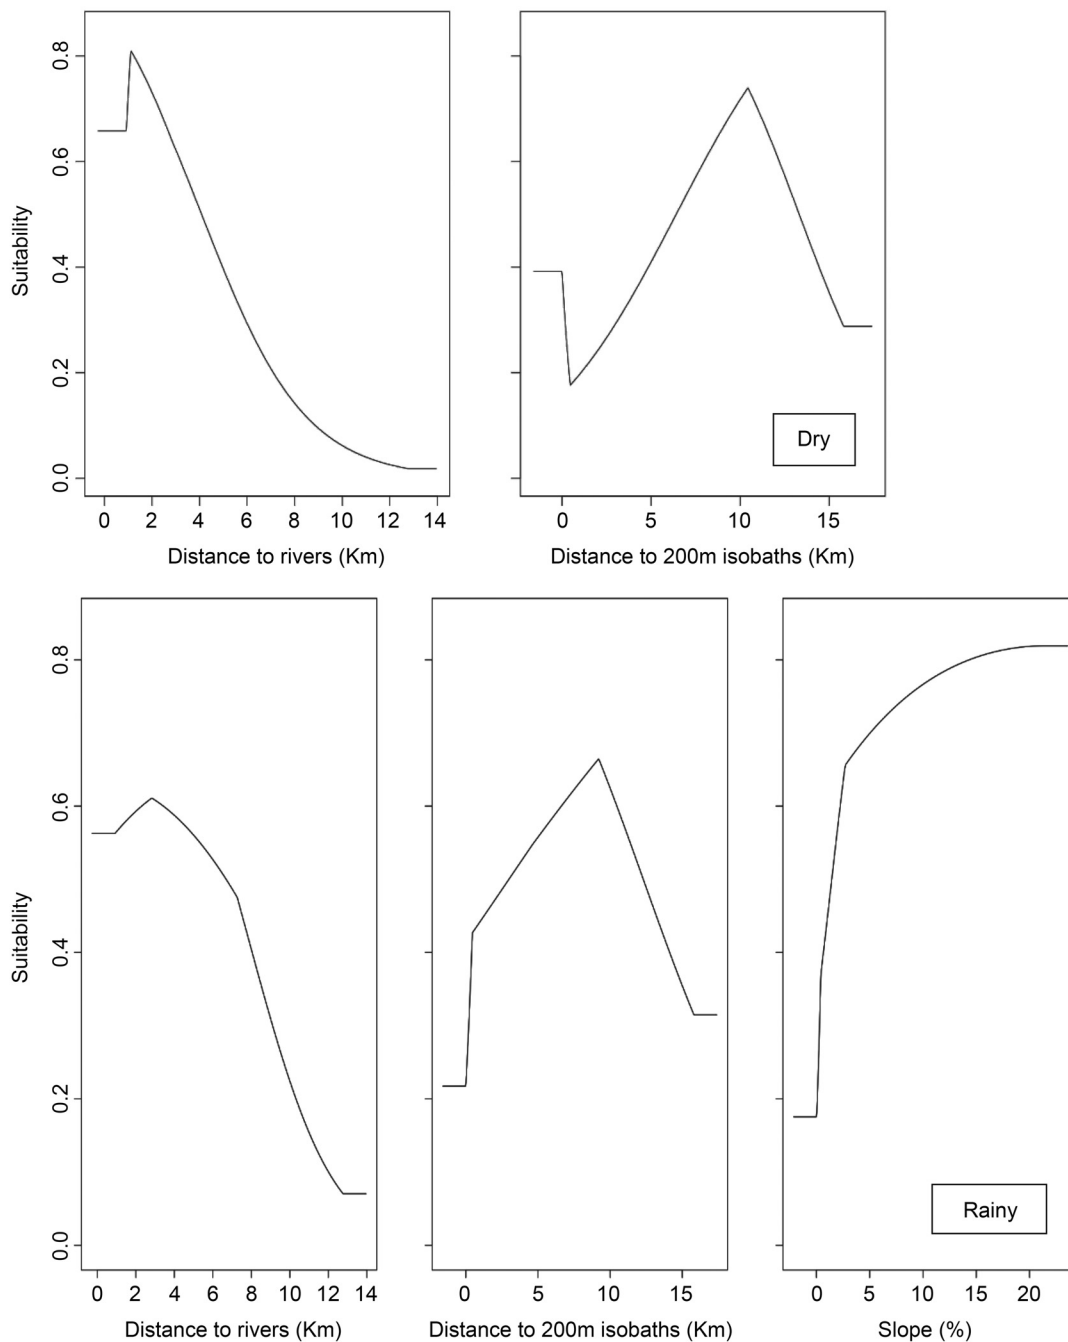 Suitability
0.0 0.2 0.4 0.6 0.8
0 2 4 6 8 10 12 14
Distance to rivers (Km)
0 5 10 15
Distance to 200m isobaths (Km)
Dry
Suitability
0.0 0.2 0.4 0.6 0.8
0 2 4 6 8 10 12 14
Distance to rivers (Km)
0 5 10 15
Distance to 200m isobaths (Km)
0 5 10 15 20
Slope (%)
Rainy